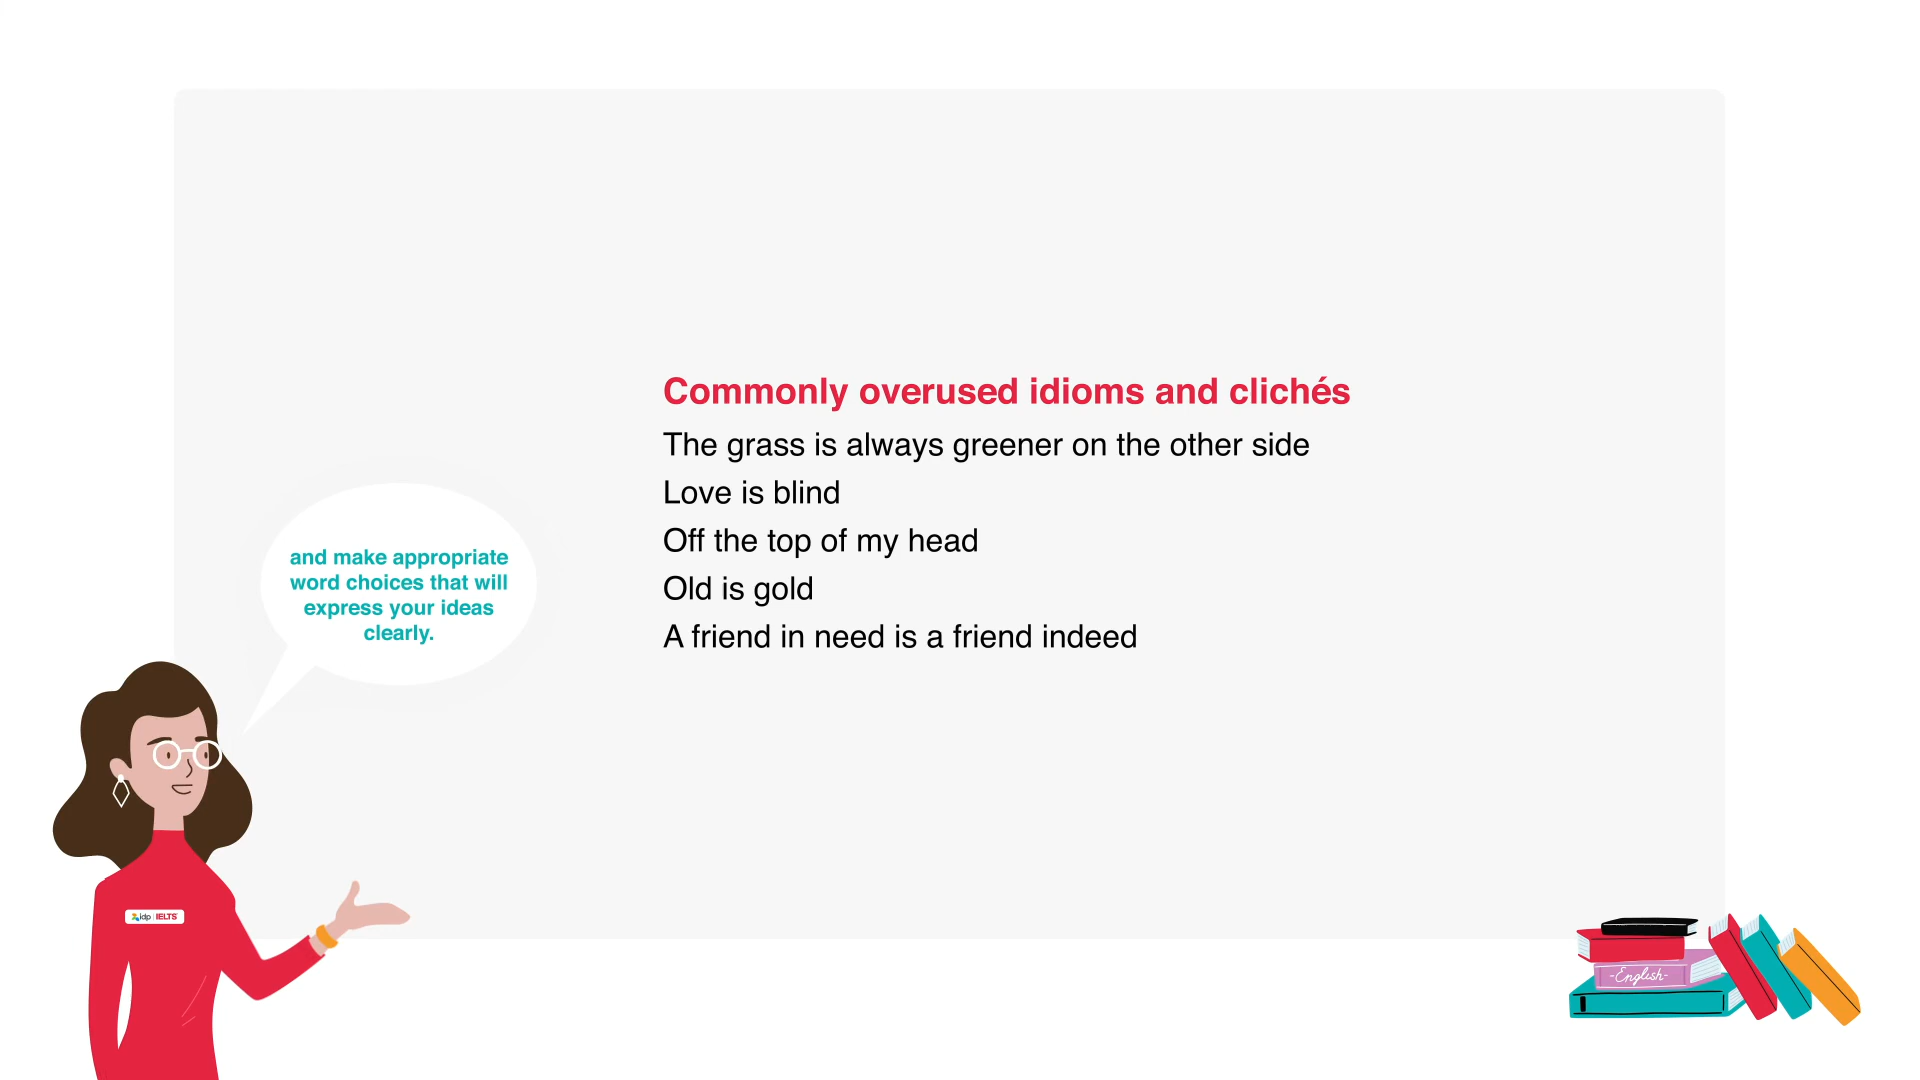 Commonly overused idioms and clichés
The grass is always greener on the other side
Love is blind
Off the top of my head
Old is gold
A friend in need is a friend indeed
and make appropriate
word choices that will
express your ideas
clearly.
idp IELTS
-English-